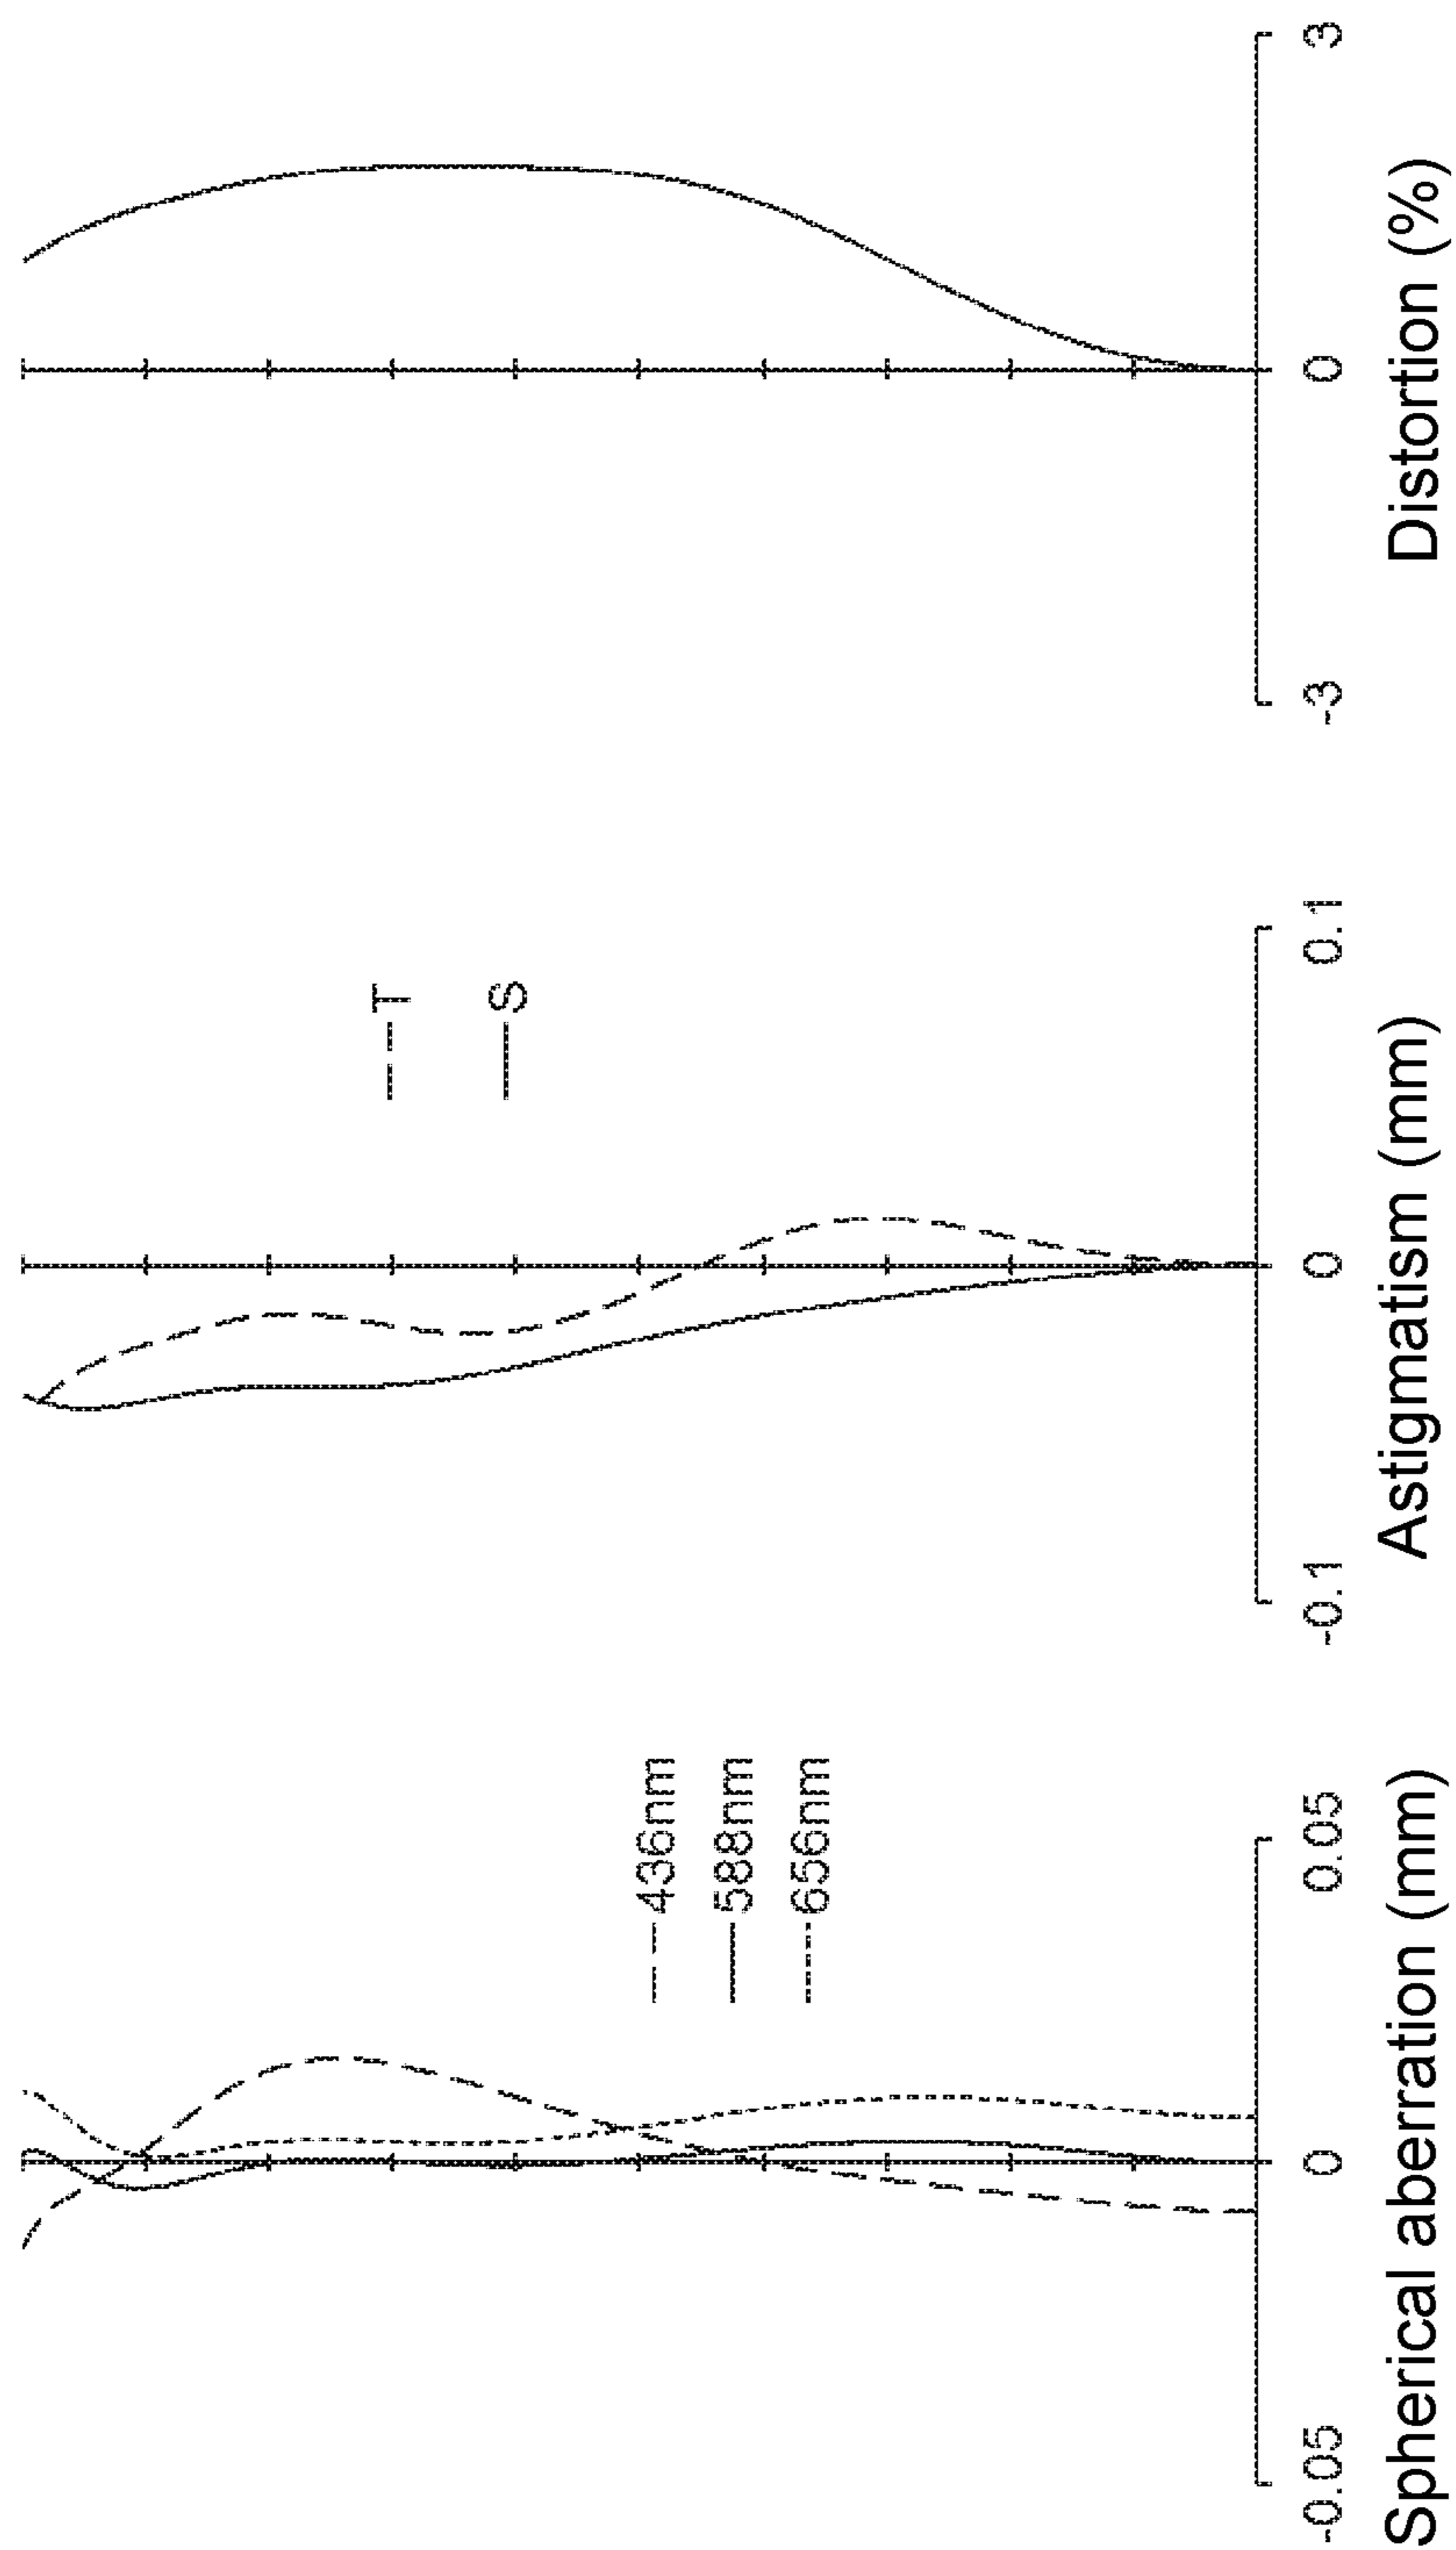 436nm
588nm
656nm
-0.05 0 0.05
Spherical aberration (mm)
T
S
-0.1 0 0.1
Astigmatism (mm)
-3 0 3
Distortion (%)